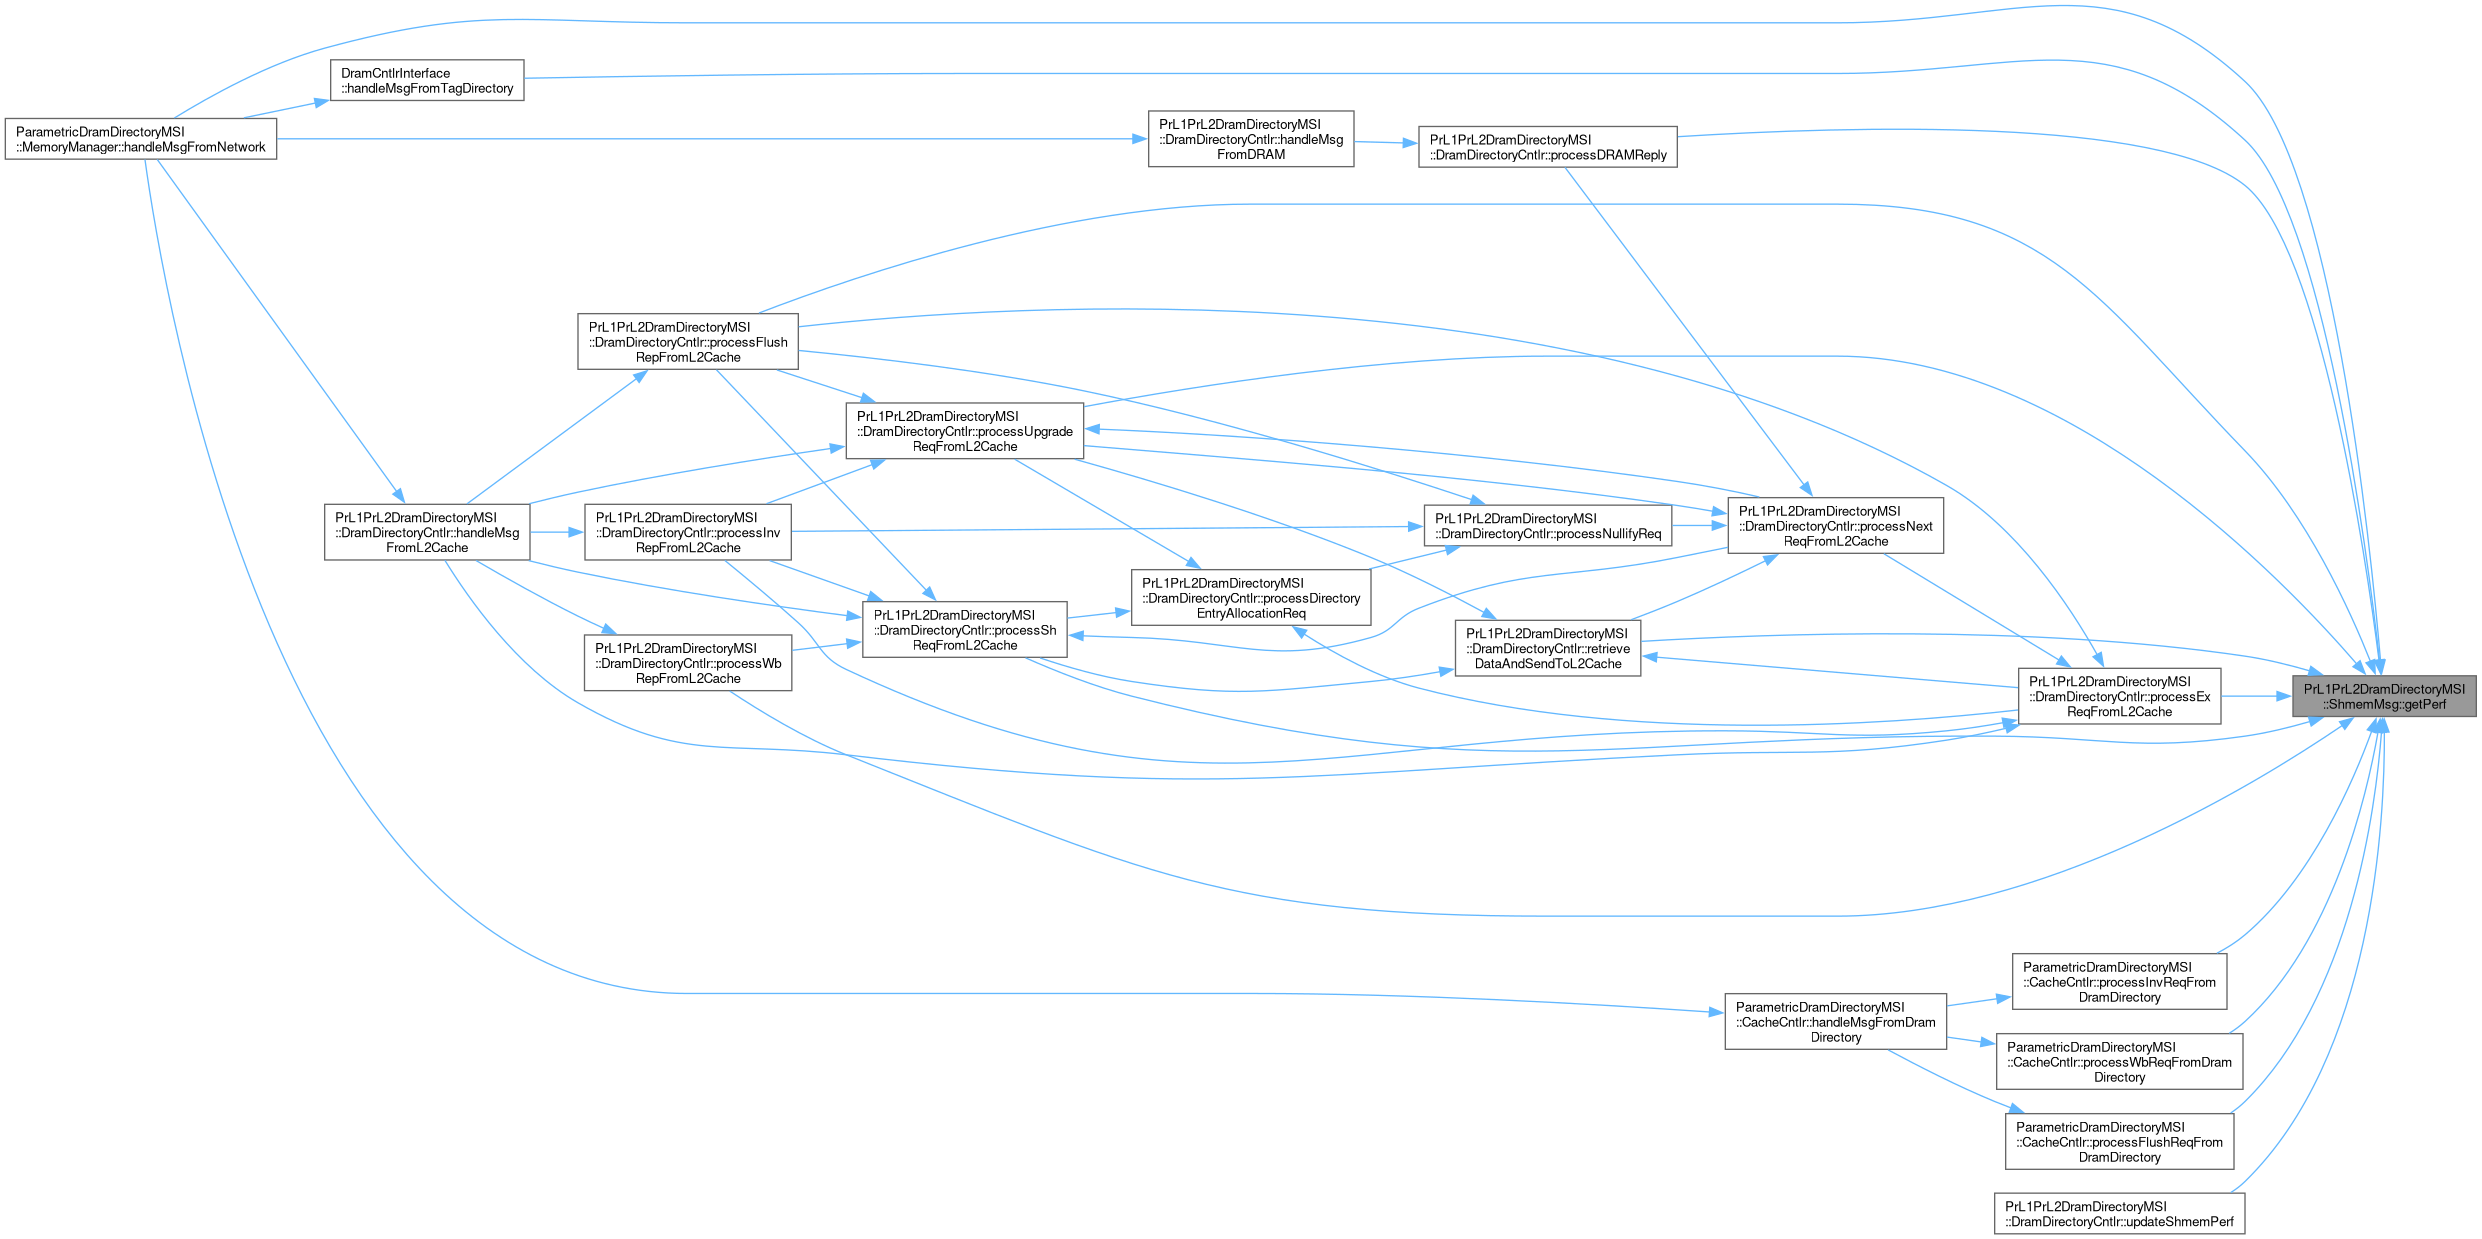 DramCntlrInterface
::handleMsgFromTagDirectory
ParametricDramDirectoryMSI
::MemoryManager::handleMsgFromNetwork
PrL1PrL2DramDirectoryMSI
::DramDirectoryCntlr::handleMsg
FromDRAM
PrL1PrL2DramDirectoryMSI
::DramDirectoryCntlr::processDRAMReply
PrL1PrL2DramDirectoryMSI
::DramDirectoryCntlr::processFlush
RepFromL2Cache
PrL1PrL2DramDirectoryMSI
::DramDirectoryCntlr::processUpgrade
ReqFromL2Cache
PrL1PrL2DramDirectoryMSI
::DramDirectoryCntlr::handleMsg
FromL2Cache
PrL1PrL2DramDirectoryMSI
::DramDirectoryCntlr::processInv
RepFromL2Cache
PrL1PrL2DramDirectoryMSI
::DramDirectoryCntlr::processNullifyReq
PrL1PrL2DramDirectoryMSI
::DramDirectoryCntlr::processNext
ReqFromL2Cache
PrL1PrL2DramDirectoryMSI
::DramDirectoryCntlr::processDirectory
EntryAllocationReq
PrL1PrL2DramDirectoryMSI
::DramDirectoryCntlr::processSh
ReqFromL2Cache
PrL1PrL2DramDirectoryMSI
::DramDirectoryCntlr::processWb
RepFromL2Cache
PrL1PrL2DramDirectoryMSI
::DramDirectoryCntlr::retrieve
DataAndSendToL2Cache
PrL1PrL2DramDirectoryMSI
::DramDirectoryCntlr::processEx
ReqFromL2Cache
PrL1PrL2DramDirectoryMSI
::ShmemMsg::getPerf
ParametricDramDirectoryMSI
::CacheCntlr::processInvReqFrom
DramDirectory
ParametricDramDirectoryMSI
::CacheCntlr::handleMsgFromDram
Directory
ParametricDramDirectoryMSI
::CacheCntlr::processWbReqFromDram
Directory
ParametricDramDirectoryMSI
::CacheCntlr::processFlushReqFrom
DramDirectory
PrL1PrL2DramDirectoryMSI
::DramDirectoryCntlr::updateShmemPerf